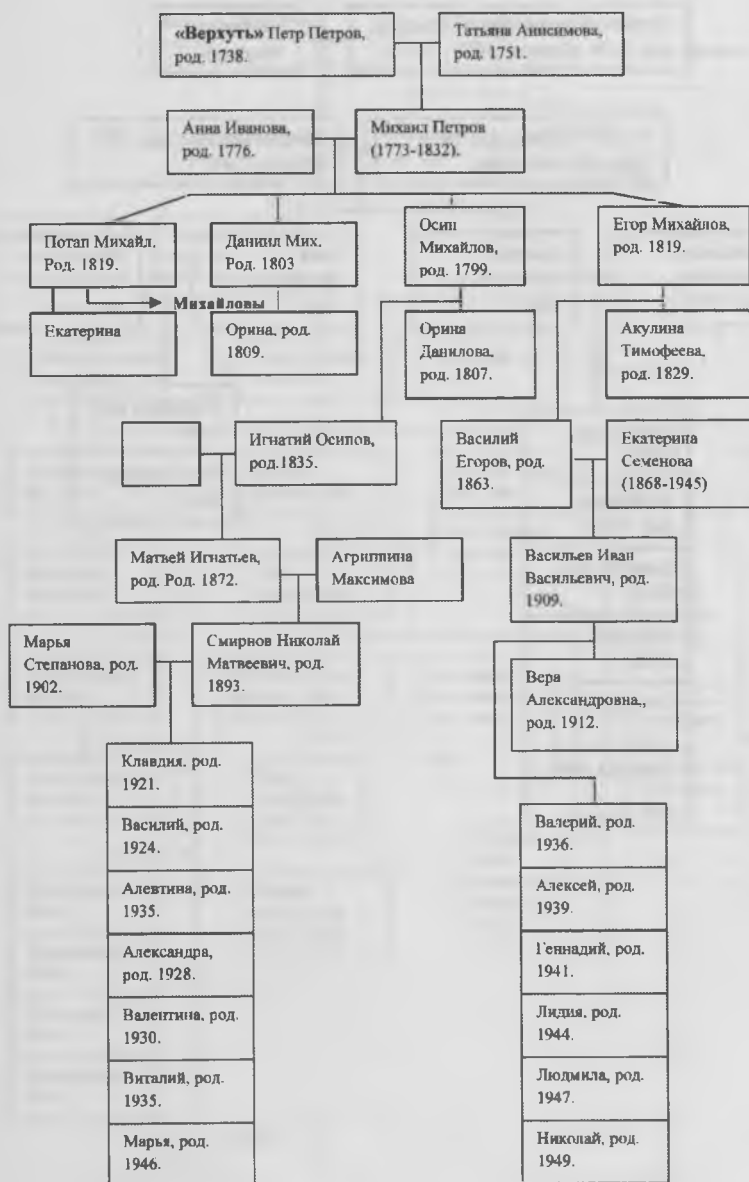 «Верхуть» Петр Петров,
род. 1738.
Татьяна Анисимова,
род. 1751.
Анна Иванова,
род. 1776.
Михаил Петров
(1773-1832).
Потап Михайл.
Род. 1819.
Даниил Мих.
Род. 1803
Осип
Михайлов,
род. 1799.
Егор Михайлов,
род. 1819.
Михайловы
Екатерина
Орина, род.
1809.
Орина
Данилова,
род. 1807.
Акулина
Тимофеева,
род. 1829.
Игнатий Осипов,
род.1835.
Василий
Егоров, род.
1863.
Екатерина
Семенова
(1868-1945)
Матвей Игнатьев,
род. Род. 1872.
Агриппина
Максимова
Васильев Иван
Васильевич, род.
1909.
Марья
Степанова, род.
1902.
Смирнов Николай
Матвеевич, род.
1893.
Вера
Александровна,,
род. 1912.
Клавдия, род.
1921.
Василий, род.
1924.
Алевтина, род.
1935.
Александра,
род. 1928.
Валентина, род.
1930.
Виталий, род.
1935.
Марья, род.
1946.
Валерий, род.
1936.
Алексей, род.
1939.
Геннадий, род.
1941.
Лидия, род.
1944.
Людмила, род.
1947.
Николай, род.
1949.